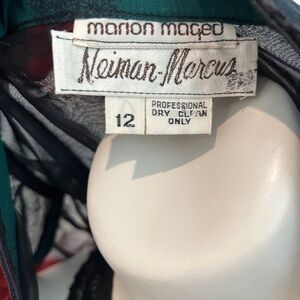 marion maged
Neiman-Marcus
12
PROFESSIONAL
DRY CLEAN
ONLY